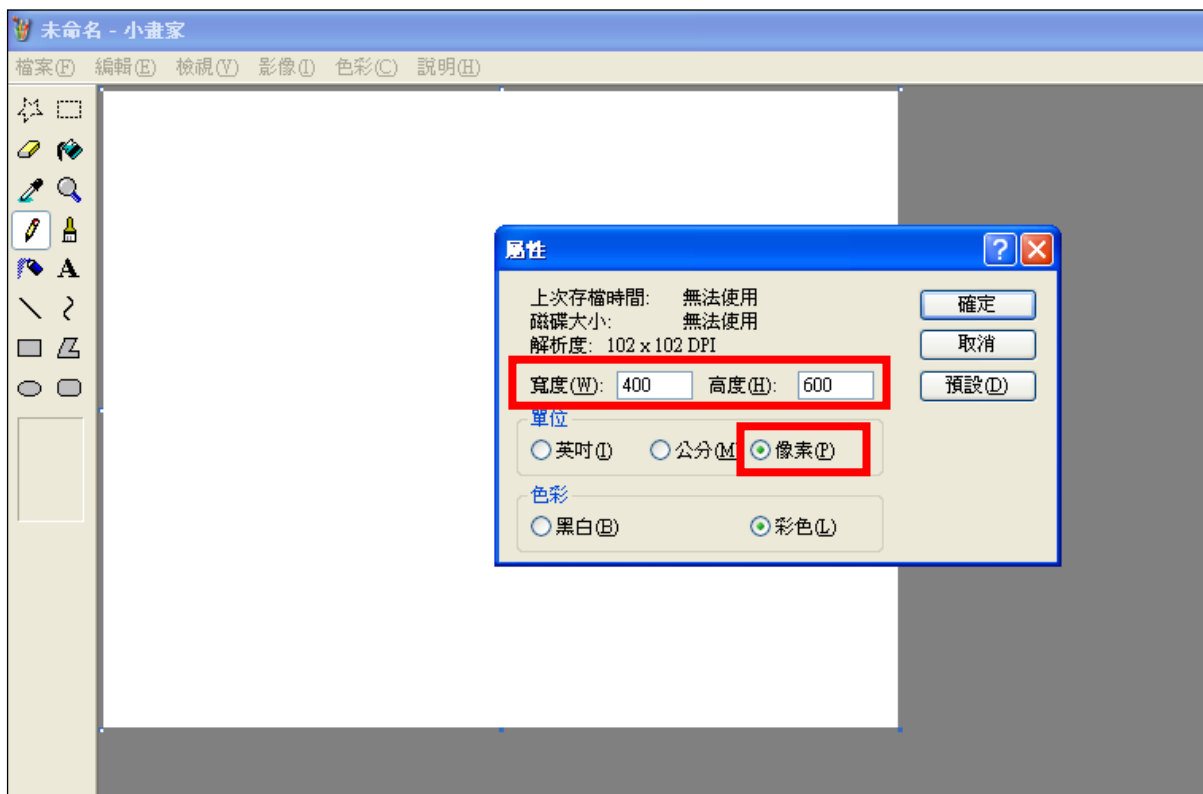 未命名 - 小畫家
檔案(F) 編輯(E) 檢視(V) 影像(I) 色彩(C) 說明(H)
A
屬性
?
上次存檔時間: 無法使用
磁碟大小: 無法使用
解析度: 102 x 102 DPI
寬度(W): 400 高度(H): 600
單位
英吋(I) 公分(M 像素(P)
色彩
黑白(B) 彩色(L)
確定
取消
預設(D)